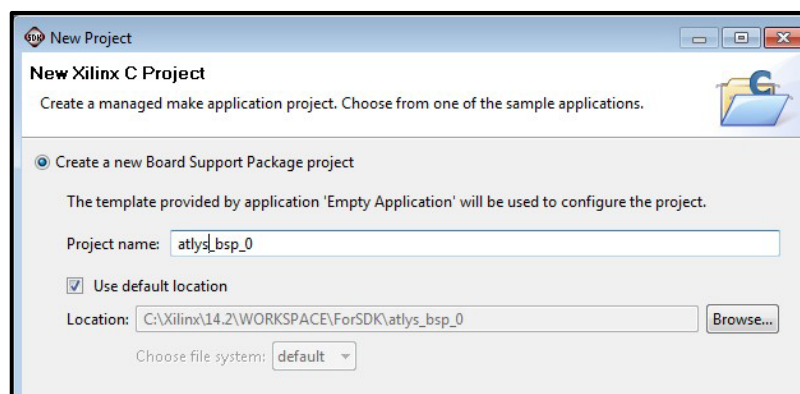 SDK New Project
New Xilinx C Project
Create a managed make application project. Choose from one of the sample applications.
C
Create a new Board Support Package project
The template provided by application 'Empty Application' will be used to configure the project.
Project name: atlys_bsp_0
Use default location
Location: C:\Xilinx\14.2\WORKSPACE\ForSDK\atlys_bsp_0 Browse...
Choose file system: default